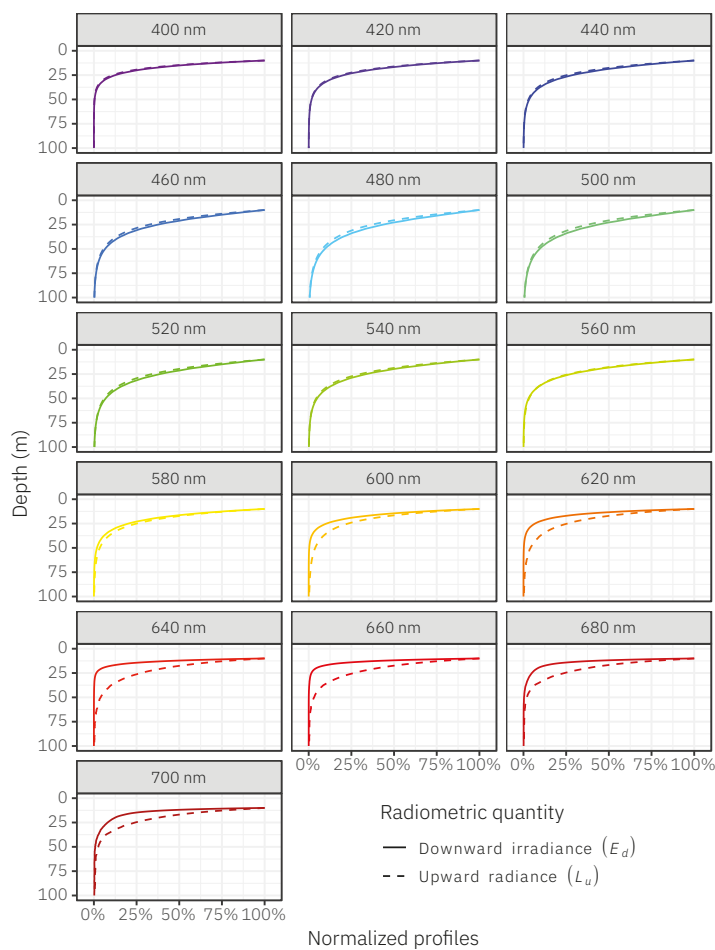 400 nm 420 nm 440 nm
0
25
50
75
100
460 nm 480 nm 500 nm
0
25
50
75
100
520 nm 540 nm 560 nm
0
25
50
75
100
Depth (m)
580 nm 600 nm 620 nm
0
25
50
75
100
640 nm 660 nm 680 nm
0
25
50
75
100
0% 25% 50% 75% 100% 0% 25% 50% 75% 100%
700 nm
0
25
50
75
100
0% 25% 50% 75% 100%
Radiometric quantity
Downward irradiance (E_d)
Upward radiance (L_u)
Normalized profiles